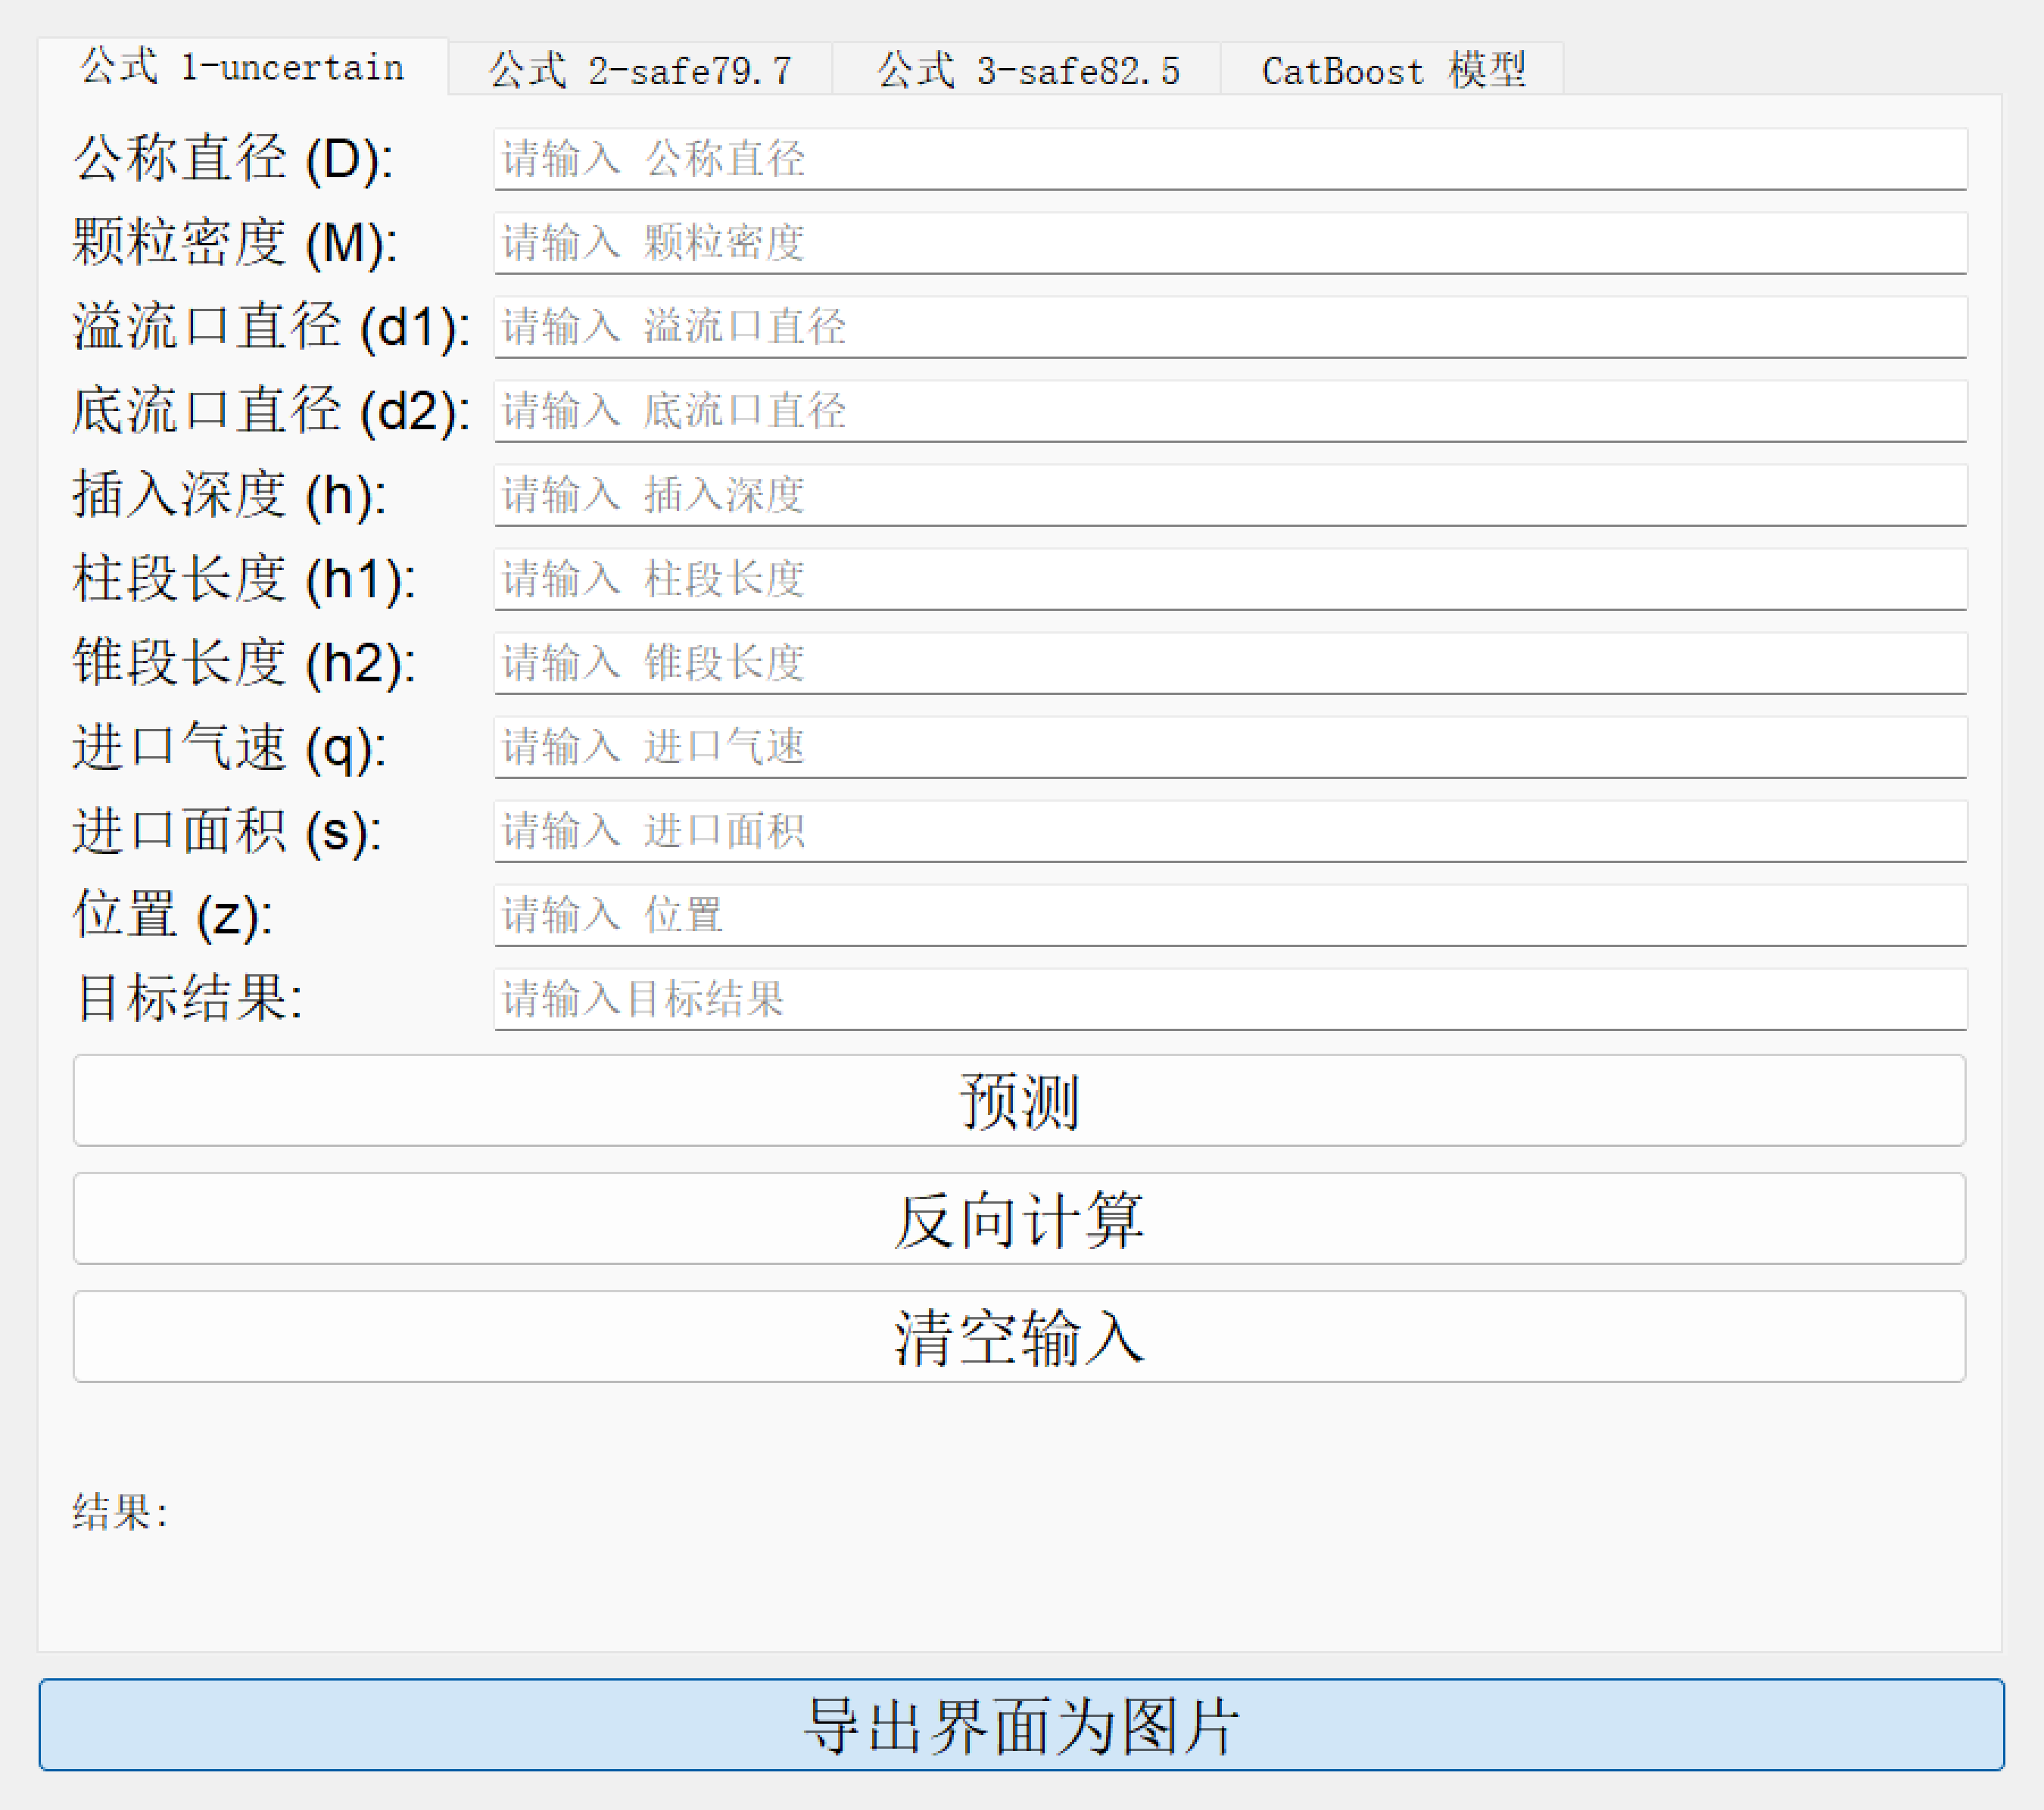 公式 1-uncertain 公式 2-safe79.7 公式 3-safe82.5 CatBoost 模型
公称直径 (D): 请输入 公称直径
颗粒密度 (M): 请输入 颗粒密度
溢流口直径 (d1): 请输入 溢流口直径
底流口直径 (d2): 请输入 底流口直径
插入深度 (h): 请输入 插入深度
柱段长度 (h1): 请输入 柱段长度
锥段长度 (h2): 请输入 锥段长度
进口气速 (q): 请输入 进口气速
进口面积 (s): 请输入 进口面积
位置 (z): 请输入 位置
目标结果: 请输入目标结果
预测
反向计算
清空输入
结果:
导出界面为图片